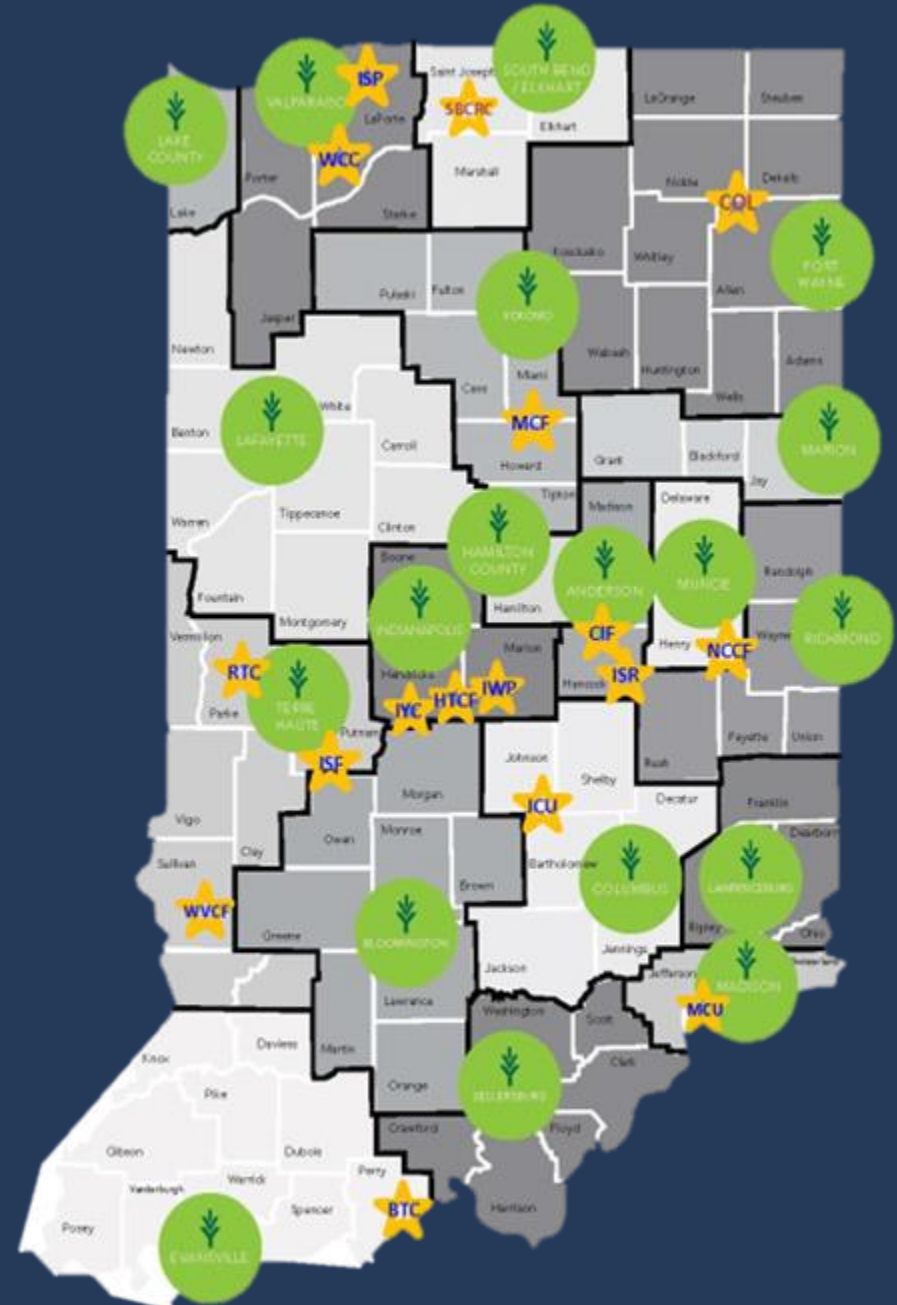 Saint Joseph
SOUTH BEND
/ ELKHART
ISP
VALPARAISO
LaPorte
SBCRC
Elkhart
LaGrange
Steuben
LAKE
COUNTY
WCC
Porter
Marshall
Noble
Dekalb
COL
Lake
Starke
Kosciusko
Whitley
FORT
WAYNE
Allen
Pulaski
Fulton
KOKOMO
Jasper
Newton
Wabash
Huntington
Adams
Miami
Cass
Wells
White
MCF
Benton
LAFAYETTE
Carroll
Howard
Grant
Blackford
MARION
Jay
Tipton
Madison
Delaware
Warren
Tippecanoe
Clinton
HAMILTON
COUNTY
Boone
ANDERSON
MUNCIE
Randolph
Fountain
Hamilton
Montgomery
INDIANAPOLIS
CIF
Vermillion
Henry
NCCF
Wayne
RICHMOND
RTC
Hendricks
Marion
Hancock
ISR
Parke
TERRE
HAUTE
IYC
HTCF
IWP
Putnam
Fayette
Union
ISF
Johnson
Rush
Shelby
Morgan
JCU
Decatur
Franklin
Vigo
Owen
Monroe
Dearborn
Clay
Sullivan
Bartholomew
Brown
COLUMBUS
LAWRENCEBURG
WVCF
Greene
BLOOMINGTON
Ripley
Ohio
Jennings
Jackson
Jefferson
MADISON
Lawrence
MCU
Washington
Scott
Knox
Daviess
Martin
Clark
Pike
Orange
SELLERSBURG
Crawford
Floyd
Gibson
Dubois
Perry
Vanderburgh
Warrick
Spencer
BTC
Harrison
Posey
EVANSVILLE